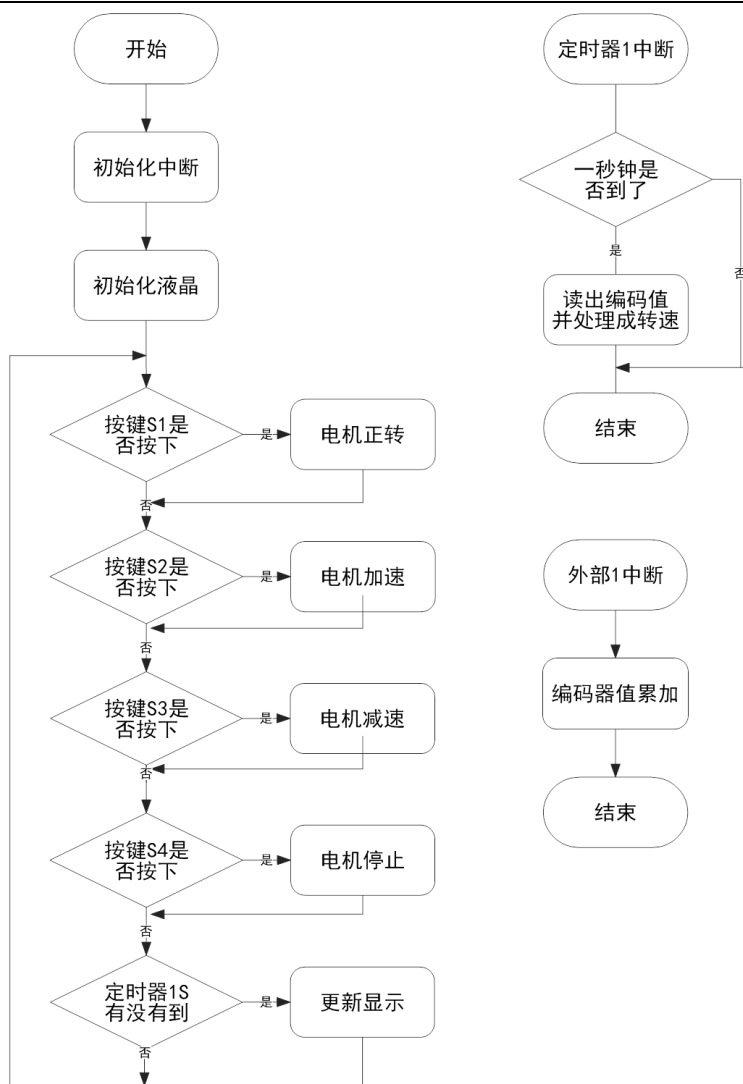 开始
初始化中断
初始化液晶
按键S1是
否按下
是
电机正转
否
按键S2是
否按下
是
电机加速
否
按键S3是
否按下
是
电机减速
否
按键S4是
否按下
是
电机停止
否
定时器1S
有没有到
是
更新显示
否
定时器1中断
一秒钟是
否到了
是
否
读出编码值
并处理成转速
结束
外部1中断
编码器值累加
结束